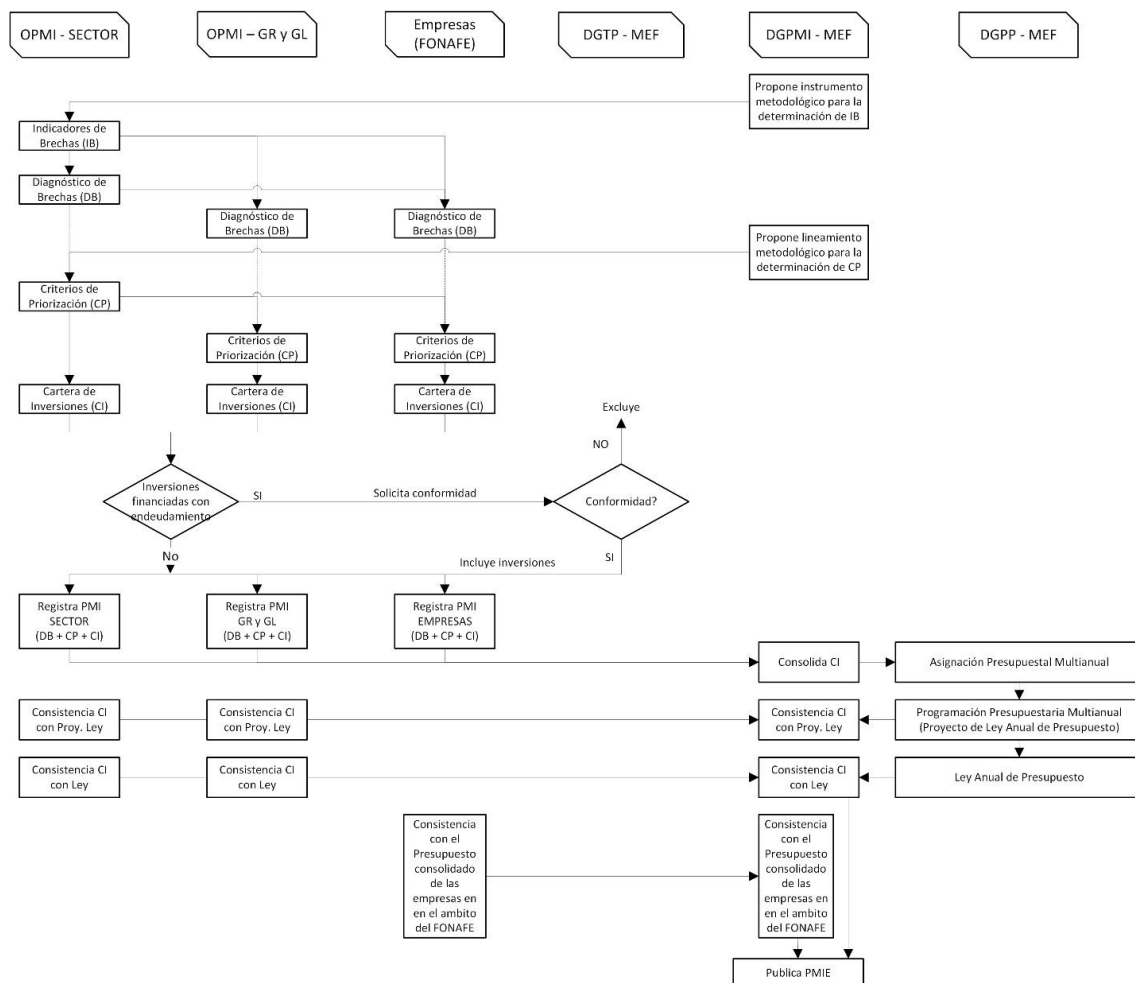 OPMI - SECTOR
OPMI – GR y GL
Empresas
(FONAFE)
DGTP - MEF
DGPMI - MEF
DGPP - MEF
Propone instrumento
metodológico para la
determinación de IB
Indicadores de
Brechas (IB)
Diagnóstico de
Brechas (DB)
Diagnóstico de
Brechas (DB)
Diagnóstico de
Brechas (DB)
Propone lineamiento
metodológico para la
determinación de CP
Criterios de
Priorización (CP)
Criterios de
Priorización (CP)
Criterios de
Priorización (CP)
Cartera de
Inversiones (CI)
Cartera de
Inversiones (CI)
Cartera de
Inversiones (CI)
Excluye
NO
Inversiones
financiadas con
endeudamiento
SI
Solicita conformidad
Conformidad?
No
SI
Incluye inversiones
Registra PMI
SECTOR
(DB + CP + CI)
Registra PMI
GR y GL
(DB + CP + CI)
Registra PMI
EMPRESAS
(DB + CP + CI)
Consolida CI
Asignación Presupuestal Multianual
Consistencia CI
con Proy. Ley
Consistencia CI
con Proy. Ley
Consistencia CI
con Proy. Ley
Programación Presupuestaria Multianual
(Proyecto de Ley Anual de Presupuesto)
Consistencia CI
con Ley
Consistencia CI
con Ley
Consistencia CI
con Ley
Ley Anual de Presupuesto
Consistencia
con el
Presupuesto
consolidado
de las
empresas en
en el ambito
del FONAFE
Consistencia
con el
Presupuesto
consolidado
de las
empresas en
en el ambito
del FONAFE
Publica PMIE